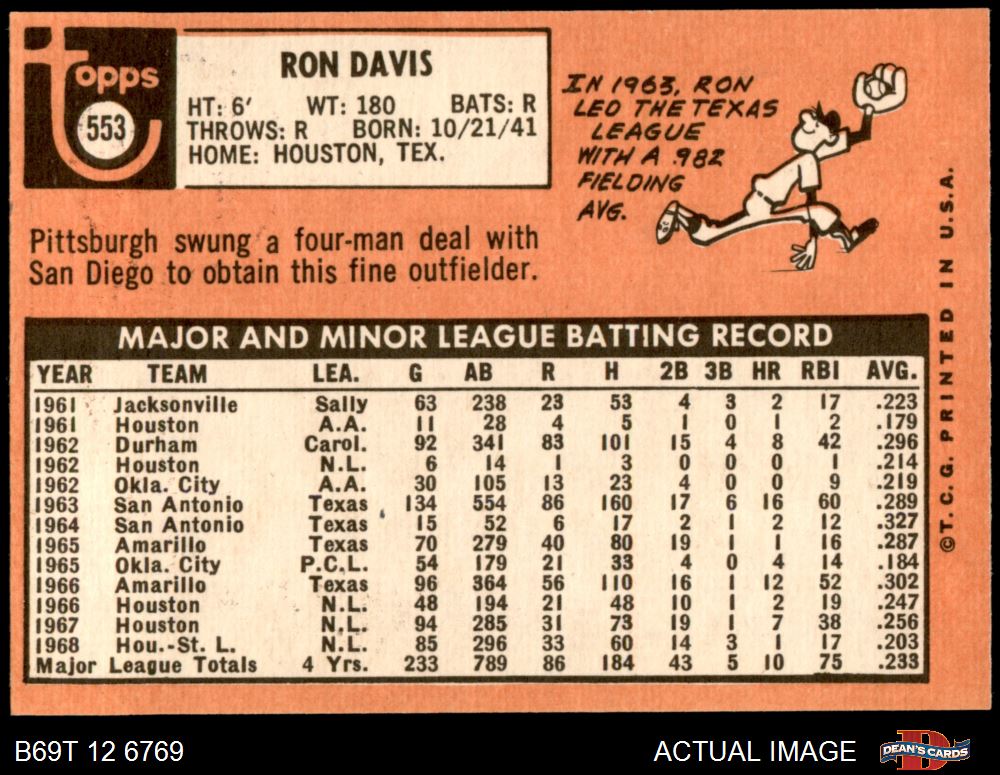 Topps
553
RON DAVIS
HT: 6' WT: 180 BATS: R
THROWS: R BORN: 10/21/41
HOME: HOUSTON, TEX.
IN 1963, RON
LED THE TEXAS
LEAGUE
WITH A .982
FIELDING
AVG.
Pittsburgh swung a four-man deal with
San Diego to obtain this fine outfielder.
MAJOR AND MINOR LEAGUE BATTING RECORD
YEAR TEAM LEA. G AB R H 2B 3B HR RBI AVG.
1961 Jacksonville Sally 63 238 23 53 4 3 2 17 .223
1961 Houston A.A. 11 28 4 5 1 0 1 2 .179
1962 Durham Carol. 92 341 83 101 15 4 8 42 .296
1962 Houston N.L. 6 14 1 3 0 0 0 1 .214
1962 Okla. City A.A. 30 105 13 23 4 0 0 9 .219
1963 San Antonio Texas 134 554 86 160 17 6 16 60 .289
1964 San Antonio Texas 15 52 6 17 2 1 2 12 .327
1965 Amarillo Texas 70 279 40 80 19 1 1 16 .287
1965 Okla. City P.C.L. 54 179 21 33 4 0 4 14 .184
1966 Amarillo Texas 96 364 56 110 16 1 12 52 .302
1966 Houston N.L. 48 194 21 48 10 1 2 19 .247
1967 Houston N.L. 94 285 31 73 19 1 7 38 .256
1968 Hou.-St. L. N.L. 85 296 33 60 14 3 1 17 .203
Major League Totals 4 Yrs. 233 789 86 184 43 5 10 75 .233
©T.C.G. PRINTED IN U.S.A.
B69T 12 6769
ACTUAL IMAGE
DEAN'S CARDS